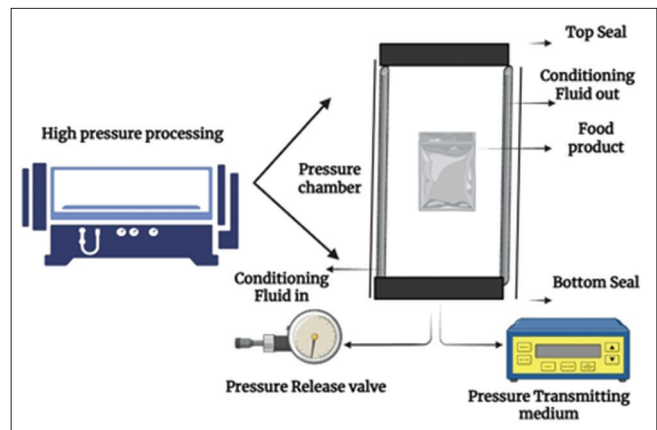 Top Seal
Conditioning
Fluid out
High pressure processing
Food
product
Pressure
chamber
Conditioning
Fluid in
Bottom Seal
Pressure Release valve
Pressure Transmitting
medium